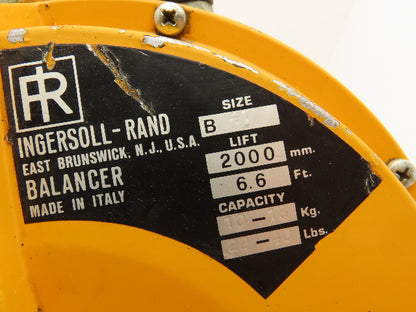 IR
INGERSOLL-RAND
EAST BRUNSWICK, N.J., U.S.A.
BALANCER
MADE IN ITALY
SIZE
B
LIFT
2000 mm.
6.6 Ft.
CAPACITY
Kg.
Lbs.